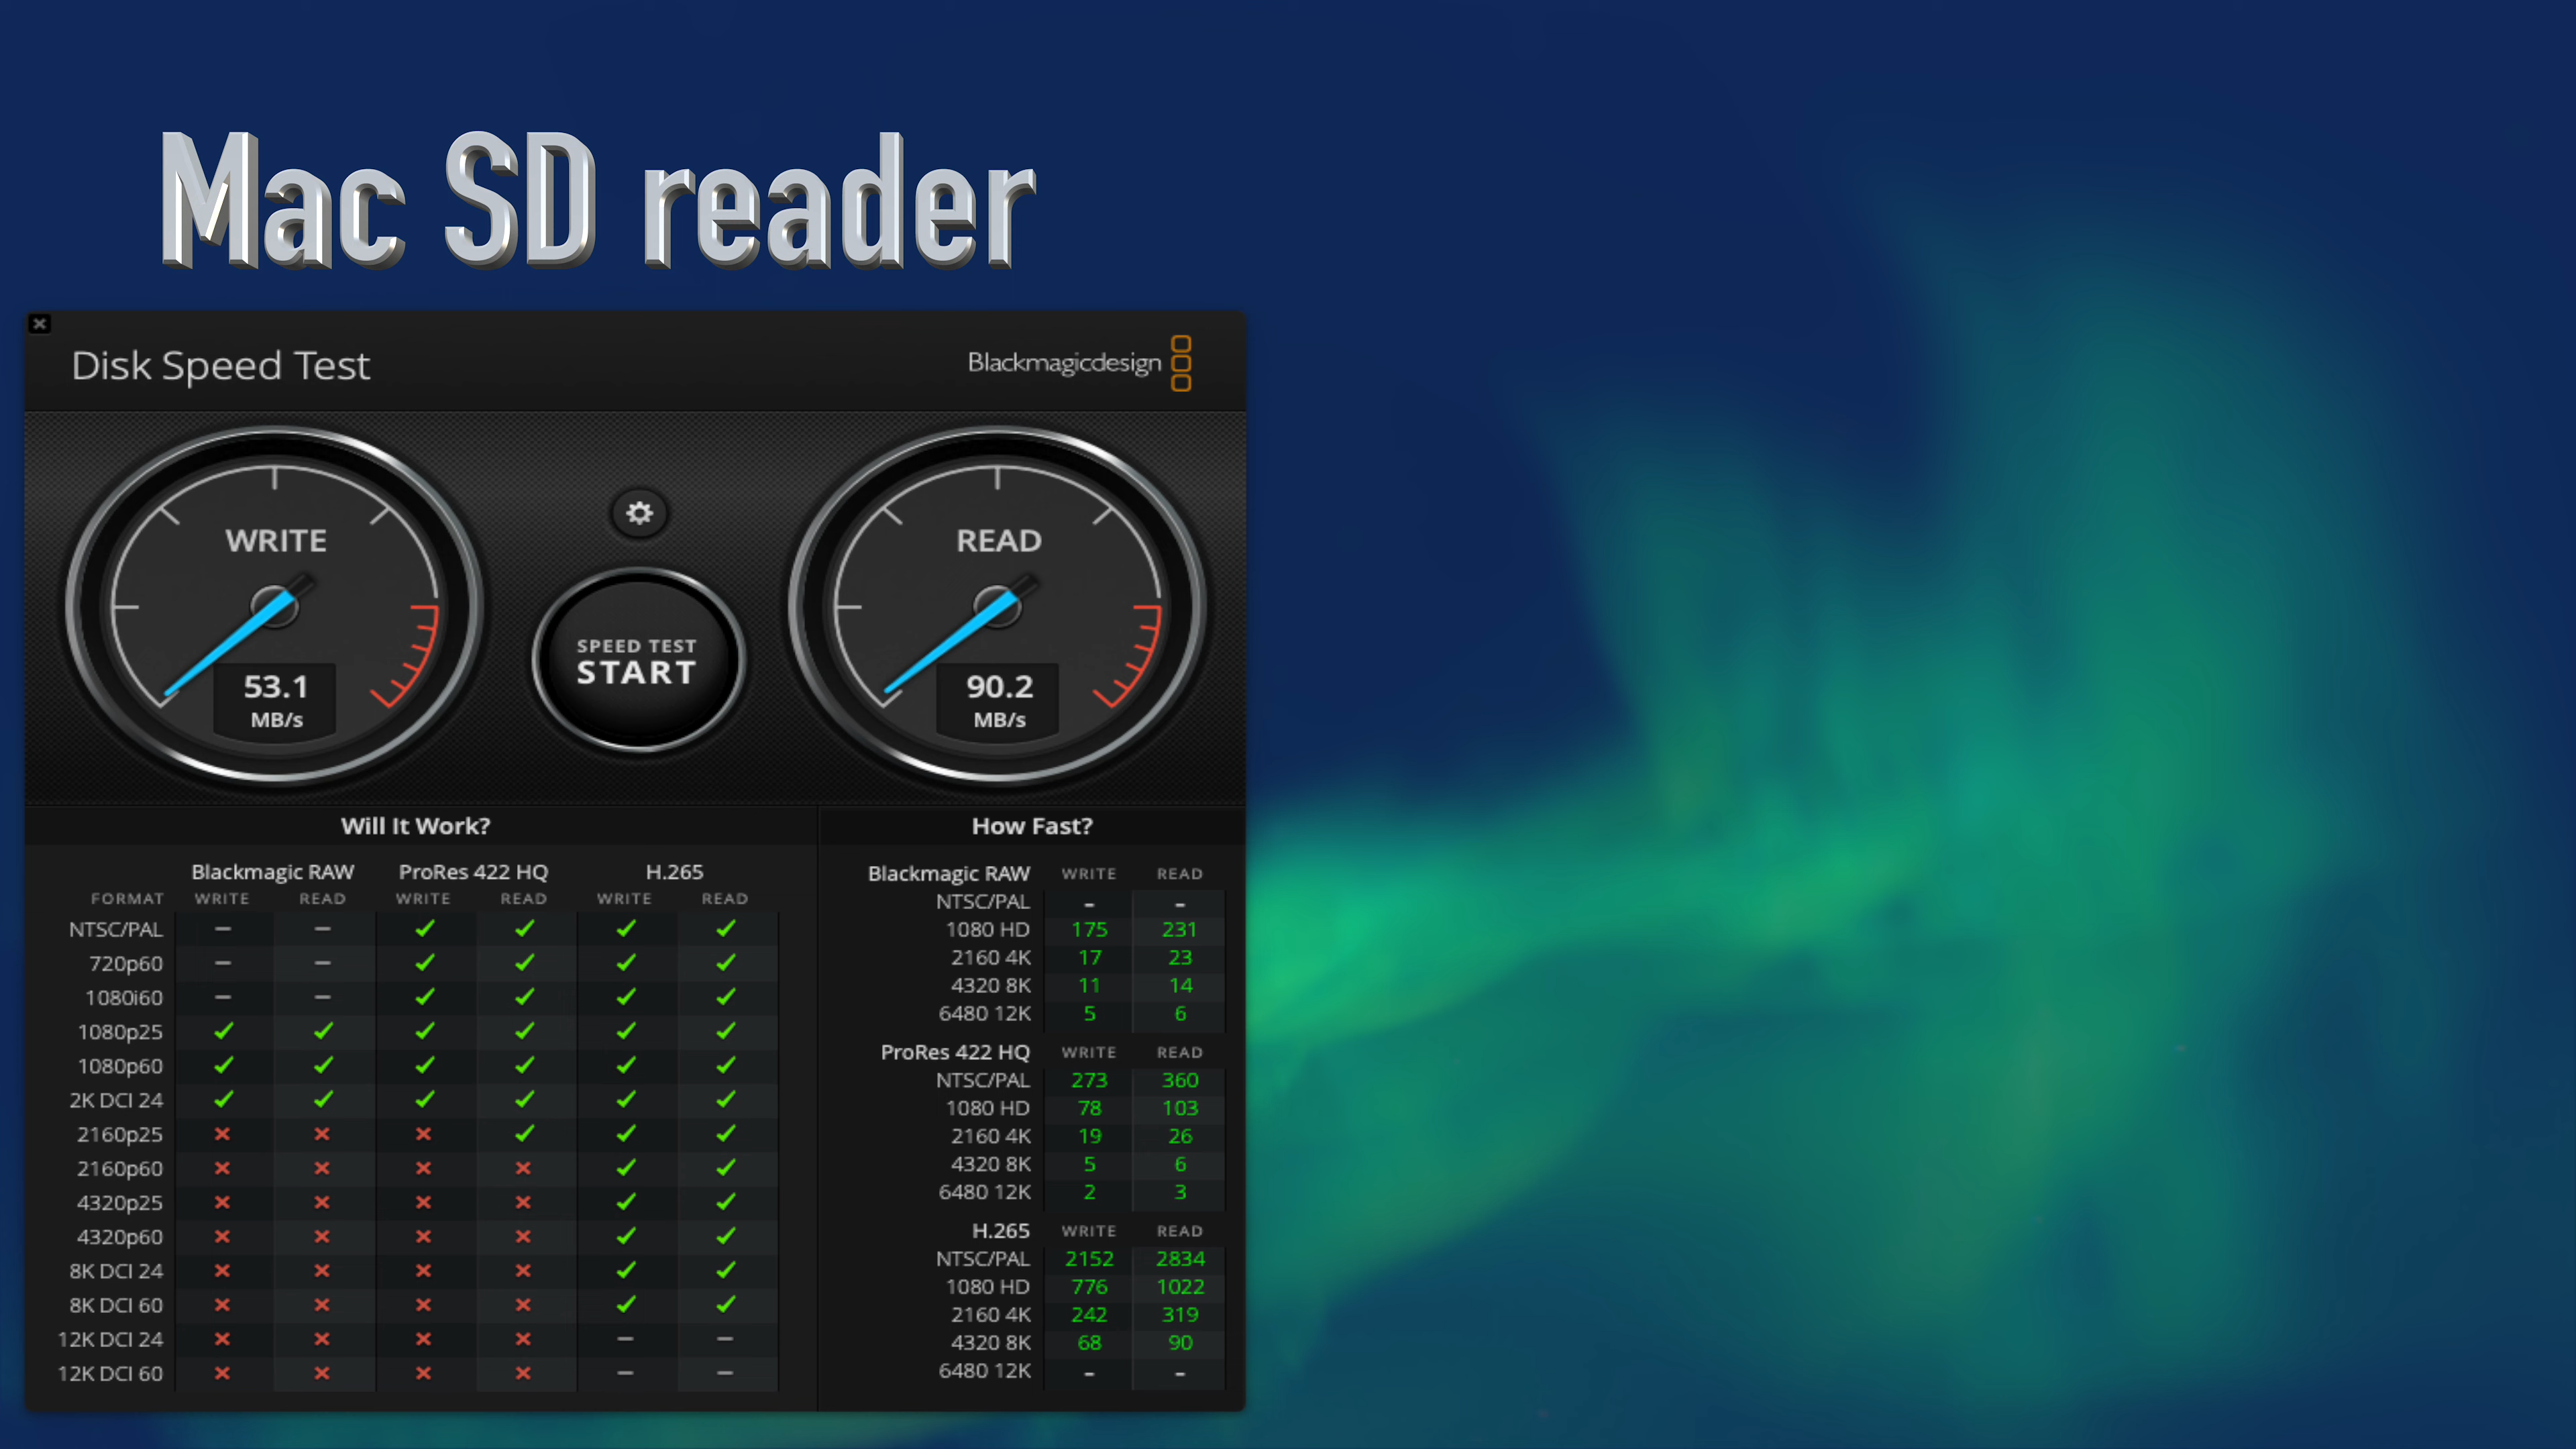 Mac SD reader
Disk Speed Test
Blackmagicdesign
WRITE
53.1
MB/s
SPEED TEST
START
READ
90.2
MB/s
Will It Work?
Blackmagic RAW ProRes 422 HQ H.265
FORMAT WRITE READ WRITE READ WRITE READ
NTSC/PAL – – ✓ ✓ ✓ ✓
720p60 – – ✓ ✓ ✓ ✓
1080i60 – – ✓ ✓ ✓ ✓
1080p25 ✓ ✓ ✓ ✓ ✓ ✓
1080p60 ✓ ✓ ✓ ✓ ✓ ✓
2K DCI 24 ✓ ✓ ✓ ✓ ✓ ✓
2160p25 ✗ ✗ ✗ ✓ ✓ ✓
2160p60 ✗ ✗ ✗ ✗ ✓ ✓
4320p25 ✗ ✗ ✗ ✗ ✓ ✓
4320p60 ✗ ✗ ✗ ✗ ✓ ✓
8K DCI 24 ✗ ✗ ✗ ✗ ✓ ✓
8K DCI 60 ✗ ✗ ✗ ✗ ✓ ✓
12K DCI 24 ✗ ✗ ✗ ✗ – –
12K DCI 60 ✗ ✗ ✗ ✗ – –
How Fast?
Blackmagic RAW WRITE READ
NTSC/PAL – –
1080 HD 175 231
2160 4K 17 23
4320 8K 11 14
6480 12K 5 6
ProRes 422 HQ WRITE READ
NTSC/PAL 273 360
1080 HD 78 103
2160 4K 19 26
4320 8K 5 6
6480 12K 2 3
H.265 WRITE READ
NTSC/PAL 2152 2834
1080 HD 776 1022
2160 4K 242 319
4320 8K 68 90
6480 12K – –